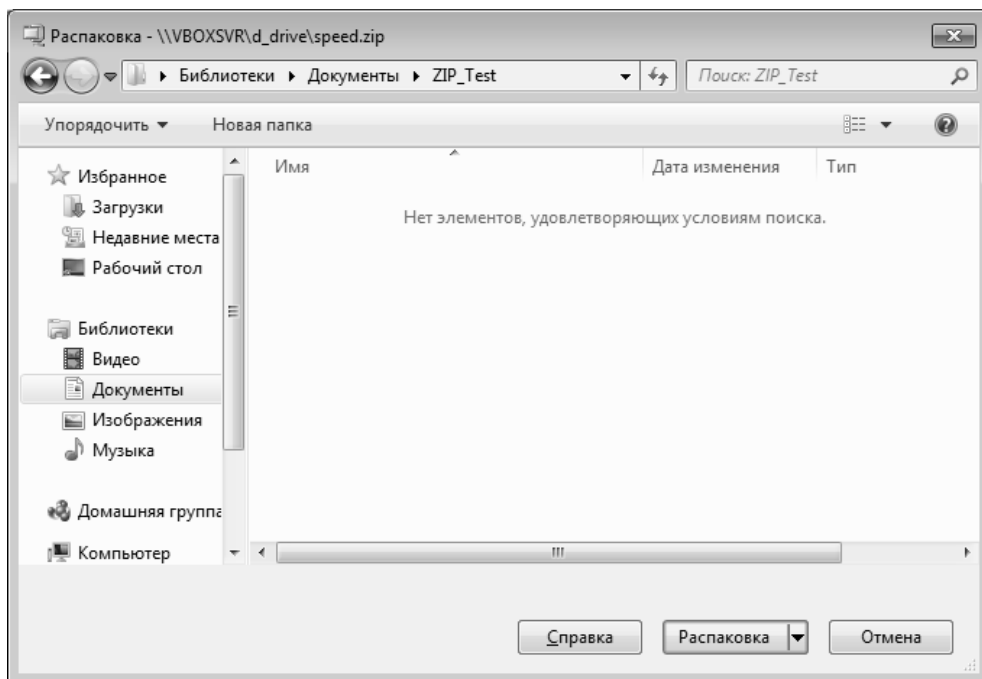 Распаковка - \\VBOXSVR\d_drive\speed.zip
Библиотеки Документы ZIP_Test Поиск: ZIP_Test
Упорядочить Новая папка
Имя Дата изменения Тип
Нет элементов, удовлетворяющих условиям поиска.
Избранное
Загрузки
Недавние места
Рабочий стол
Библиотеки
Видео
Документы
Изображения
Музыка
Домашняя группа
Компьютер
Справка Распаковка Отмена